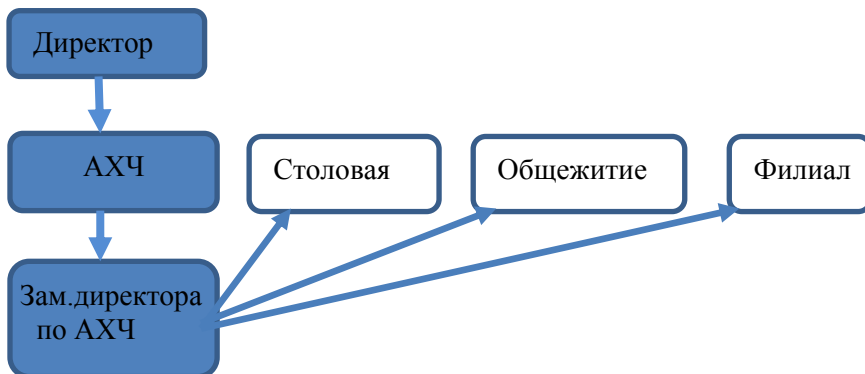 Директор
АХЧ
Столовая
Общежитие
Филиал
Зам.директора
по АХЧ